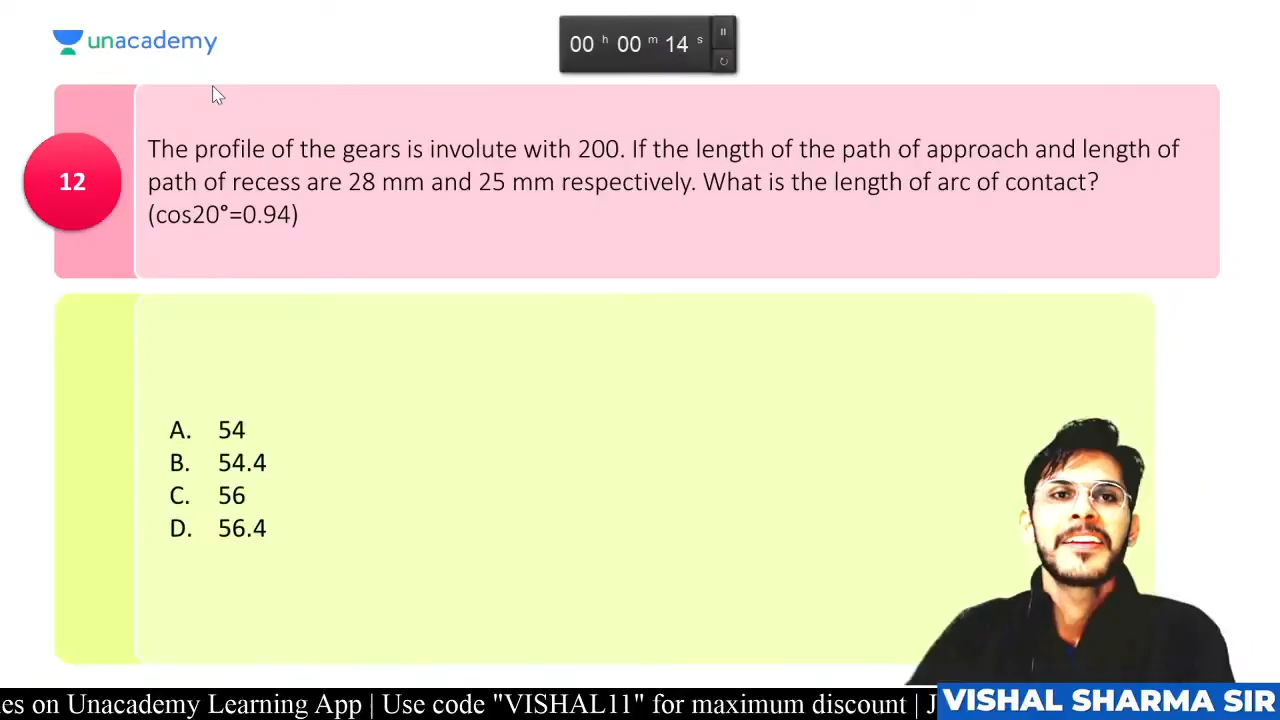 unacademy
00 h 00 m 14 s
12
The profile of the gears is involute with 200. If the length of the path of approach and length of
path of recess are 28 mm and 25 mm respectively. What is the length of arc of contact?
(cos20°=0.94)
A. 54
B. 54.4
C. 56
D. 56.4
es on Unacademy Learning App | Use code "VISHAL11" for maximum discount | J
VISHAL SHARMA SIR